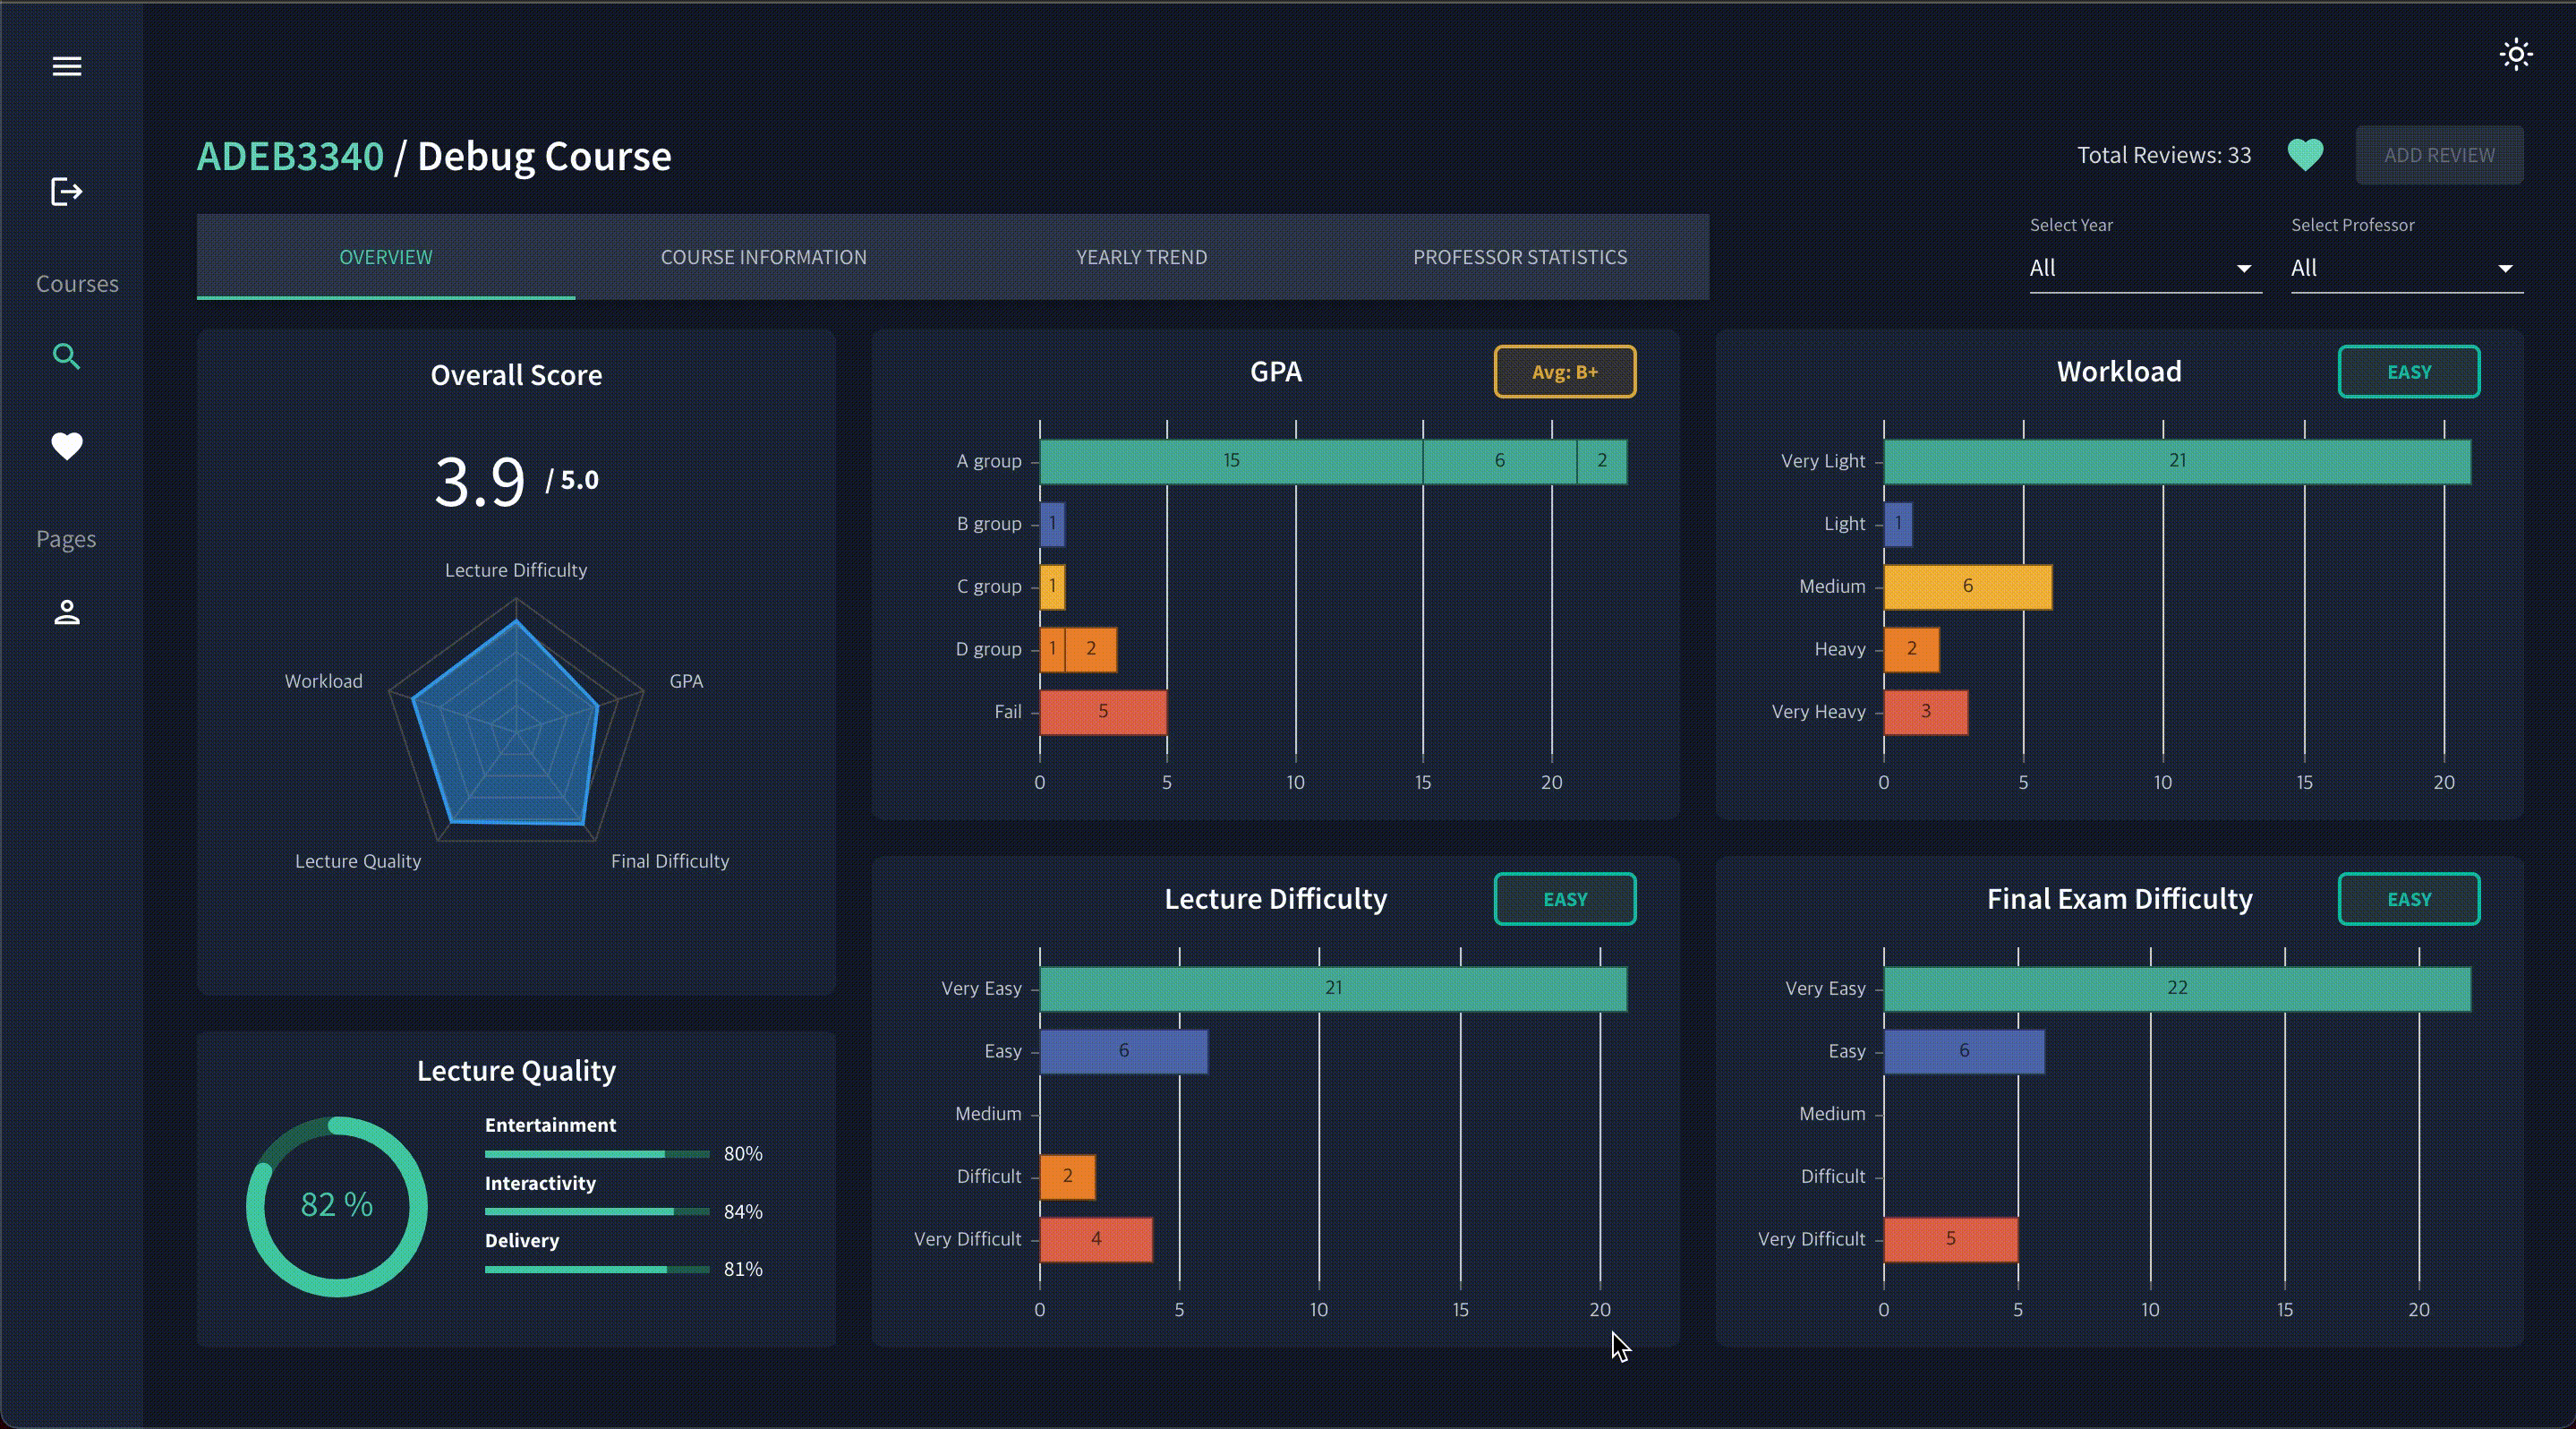 ADEB3340 / Debug Course
Total Reviews: 33
ADD REVIEW
Courses
Pages
OVERVIEW
COURSE INFORMATION
YEARLY TREND
PROFESSOR STATISTICS
Select Year
All
Select Professor
All
Overall Score
3.9 / 5.0
Lecture Difficulty
Workload
GPA
Lecture Quality
Final Difficulty
GPA
Avg: B+
A group 15 6 2
B group 1
C group 1
D group 1 2
Fail 5
0 5 10 15 20
Workload
EASY
Very Light 21
Light 1
Medium 6
Heavy 2
Very Heavy 3
0 5 10 15 20
Lecture Quality
82 %
Entertainment
80%
Interactivity
84%
Delivery
81%
Lecture Difficulty
EASY
Very Easy 21
Easy 6
Medium
Difficult 2
Very Difficult 4
0 5 10 15 20
Final Exam Difficulty
EASY
Very Easy 22
Easy 6
Medium
Difficult
Very Difficult 5
0 5 10 15 20